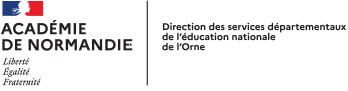 ACADÉMIE
DE NORMANDIE
Liberté
Égalité
Fraternité
Direction des services départementaux
de l'éducation nationale
de l'Orne